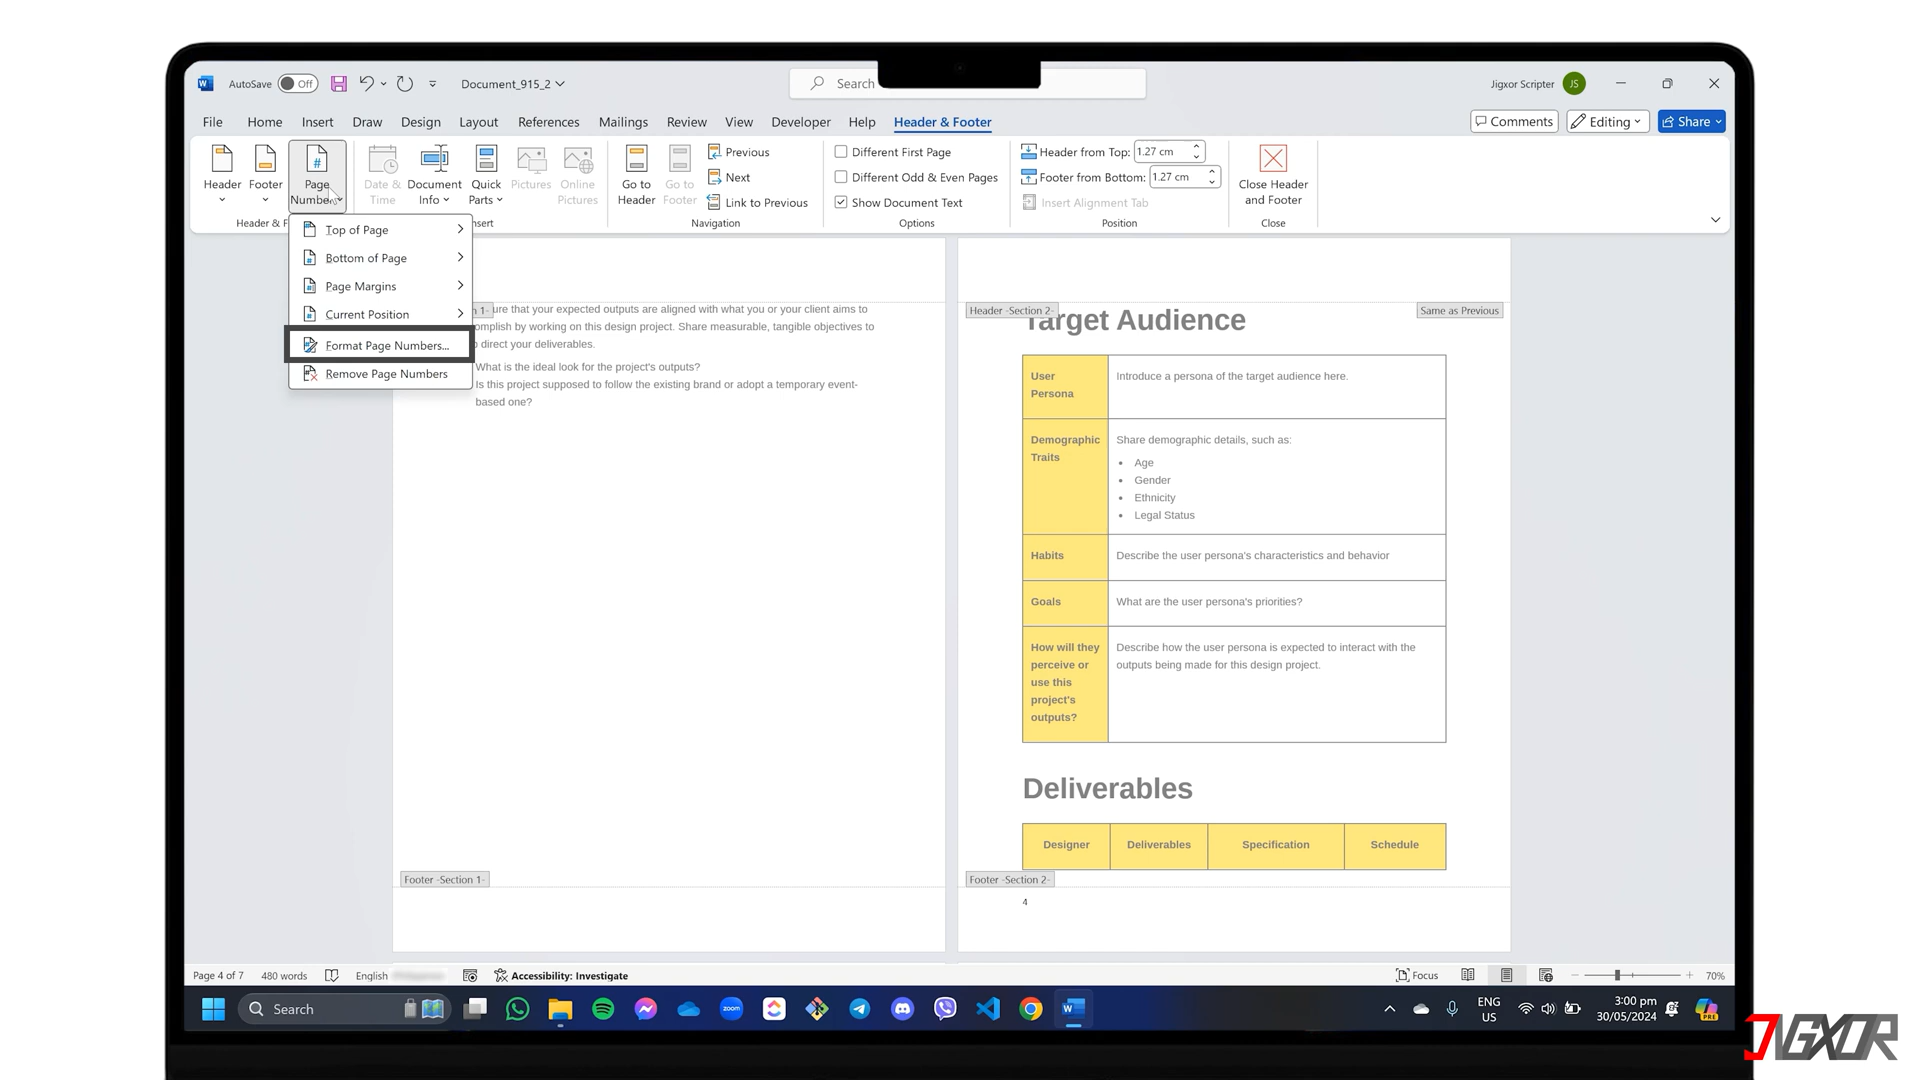 AutoSave Off Document_915_2 Search Jigxor Scripter JS
File Home Insert Draw Design Layout References Mailings Review View Developer Help Header & Footer Comments Editing Share
Header
Footer
Page
Number
Date &
Time
Document
Info
Quick
Parts
Pictures
Online
Pictures
Go to
Header
Go to
Footer
Previous
Next
Link to Previous
Different First Page
Different Odd & Even Pages
Show Document Text
Header from Top: 1.27 cm
Footer from Bottom: 1.27 cm
Insert Alignment Tab
Close Header
and Footer
Header & F
nsert
Navigation
Options
Position
Close
Top of Page
Bottom of Page
Page Margins
Current Position
Format Page Numbers...
Remove Page Numbers
n 1-
ure that your expected outputs are aligned with what you or your client aims to
omplish by working on this design project. Share measurable, tangible objectives to
direct your deliverables.
What is the ideal look for the project's outputs?
Is this project supposed to follow the existing brand or adopt a temporary event-
based one?
Footer -Section 1-
Header -Section 2-
Same as Previous
Target Audience
User
Persona
Introduce a persona of the target audience here.
Demographic
Traits
Share demographic details, such as:
• Age
• Gender
• Ethnicity
• Legal Status
Habits
Describe the user persona's characteristics and behavior
Goals
What are the user persona's priorities?
How will they
perceive or
use this
project's
outputs?
Describe how the user persona is expected to interact with the
outputs being made for this design project.
Deliverables
Designer Deliverables Specification Schedule
Footer -Section 2-
4
Page 4 of 7 480 words English Accessibility: Investigate Focus 70%
Search
zoom
ENG
US
3:00 pm
30/05/2024
PRE
JIGXOR